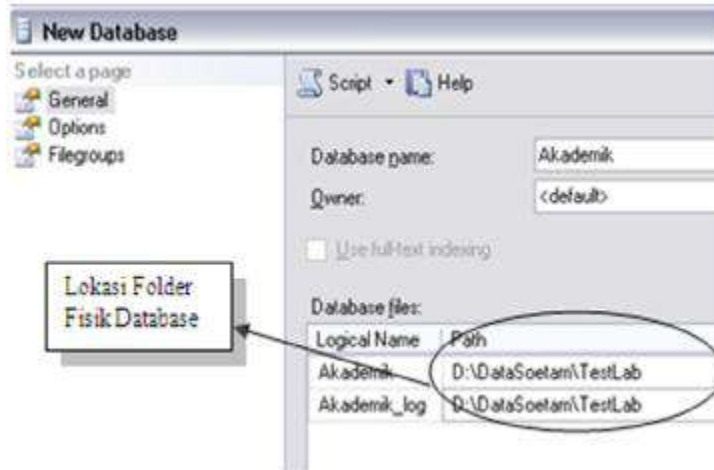 New Database
Select a page
General
Options
Filegroups
Script Help
Database name: Akademik
Owner: <default>
Use full-text indexing
Lokasi Folder
Fisik Database
Database files:
Logical Name Path
Akademik D:\DataSoetam\TestLab
Akademik_log D:\DataSoetam\TestLab